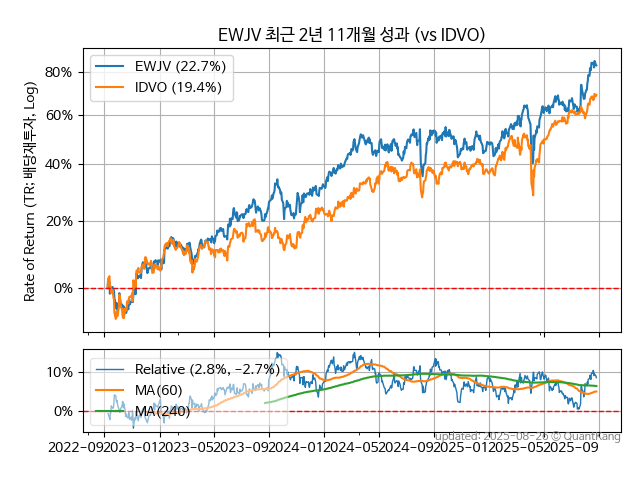 EWJV 최근 2년 11개월 성과 (vs IDVO)
EWJV (22.7%)
IDVO (19.4%)
80%
60%
40%
20%
0%
Rate of Return (TR: 배당재투자, Log)
Relative (2.8%, −2.7%)
MA(60)
MA(240)
10%
0%
updated: 2025-08-26 © QuantKang
2022-09 2023-01 2023-05 2023-09 2024-01 2024-05 2024-09 2025-01 2025-05 2025-09